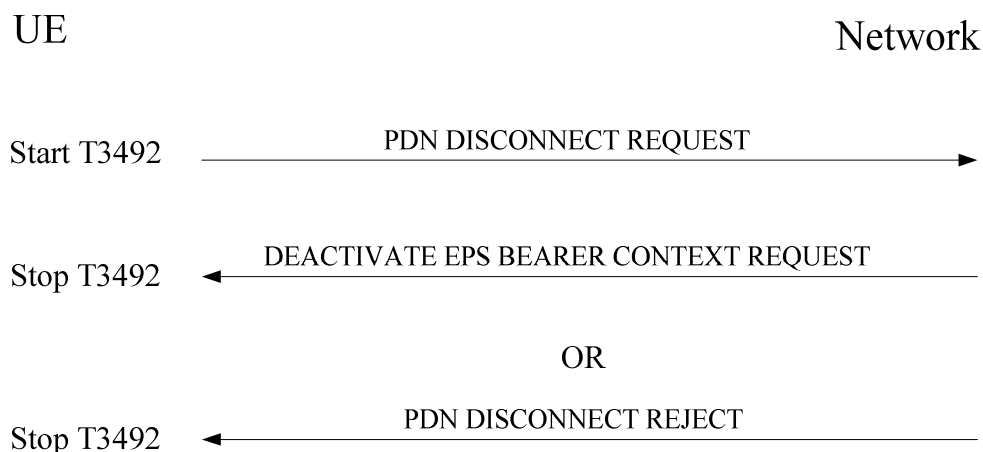 UE
Network
Start T3492
PDN DISCONNECT REQUEST
DEACTIVATE EPS BEARER CONTEXT REQUEST
Stop T3492
OR
PDN DISCONNECT REJECT
Stop T3492